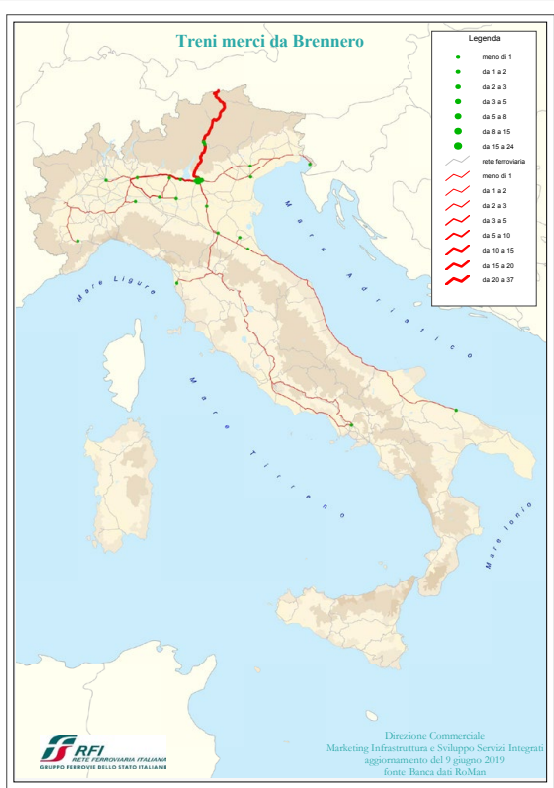 Treni merci da Brennero
Legenda
meno di 1
da 1 a 2
da 2 a 3
da 3 a 5
da 5 a 8
da 8 a 15
da 15 a 24
rete ferroviaria
meno di 1
da 1 a 2
da 2 a 3
da 3 a 5
da 5 a 10
da 10 a 15
da 15 a 20
da 20 a 37
Mare Adriatico
Mare Ligure
Mare Tirreno
Mare Ionio
RFI
RETE FERROVIARIA ITALIANA
GRUPPO FERROVIE DELLO STATO ITALIANE
Direzione Commerciale
Marketing Infrastruttura e Sviluppo Servizi Integrati
aggiornamento del 9 giugno 2019
fonte Banca dati RoMan